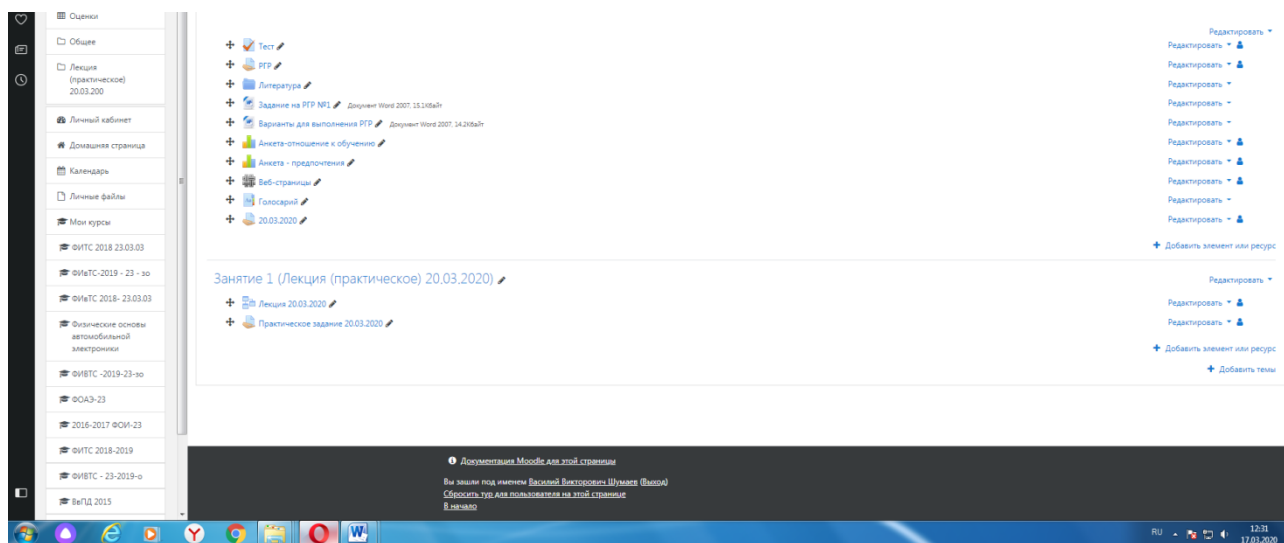 Оценки
Общее
Лекция
(практическое)
20.03.200
Личный кабинет
Домашняя страница
Календарь
Личные файлы
Мои курсы
ФИТС 2018 23.03.03
ФИвТС-2019 - 23 - зо
ФИвТС 2018- 23.03.03
Физические основы
автомобильной
электроники
ФИВТС -2019-23-зо
ФОАЭ-23
2016-2017 ФОИ-23
ФИТС 2018-2019
ФИВТС - 23-2019-о
ВвПД 2015
Редактировать
Тест Редактировать
РГР Редактировать
Литература Редактировать
Задание на РГР №1 Документ Word 2007, 15.1Кбайт Редактировать
Варианты для выполнения РГР Документ Word 2007, 14.2Кбайт Редактировать
Анкета-отношение к обучению Редактировать
Анкета - предпочтения Редактировать
Веб-страницы Редактировать
Голосарий Редактировать
20.03.2020 Редактировать
Добавить элемент или ресурс
Занятие 1 (Лекция (практическое) 20.03.2020) Редактировать
Лекция 20.03.2020 Редактировать
Практическое задание 20.03.2020 Редактировать
Добавить элемент или ресурс
Добавить темы
Документация Moodle для этой страницы
Вы зашли под именем Василий Викторович Шумаев (Выход)
Сбросить тур для пользователя на этой странице
В начало
RU
12:31
17.03.2020